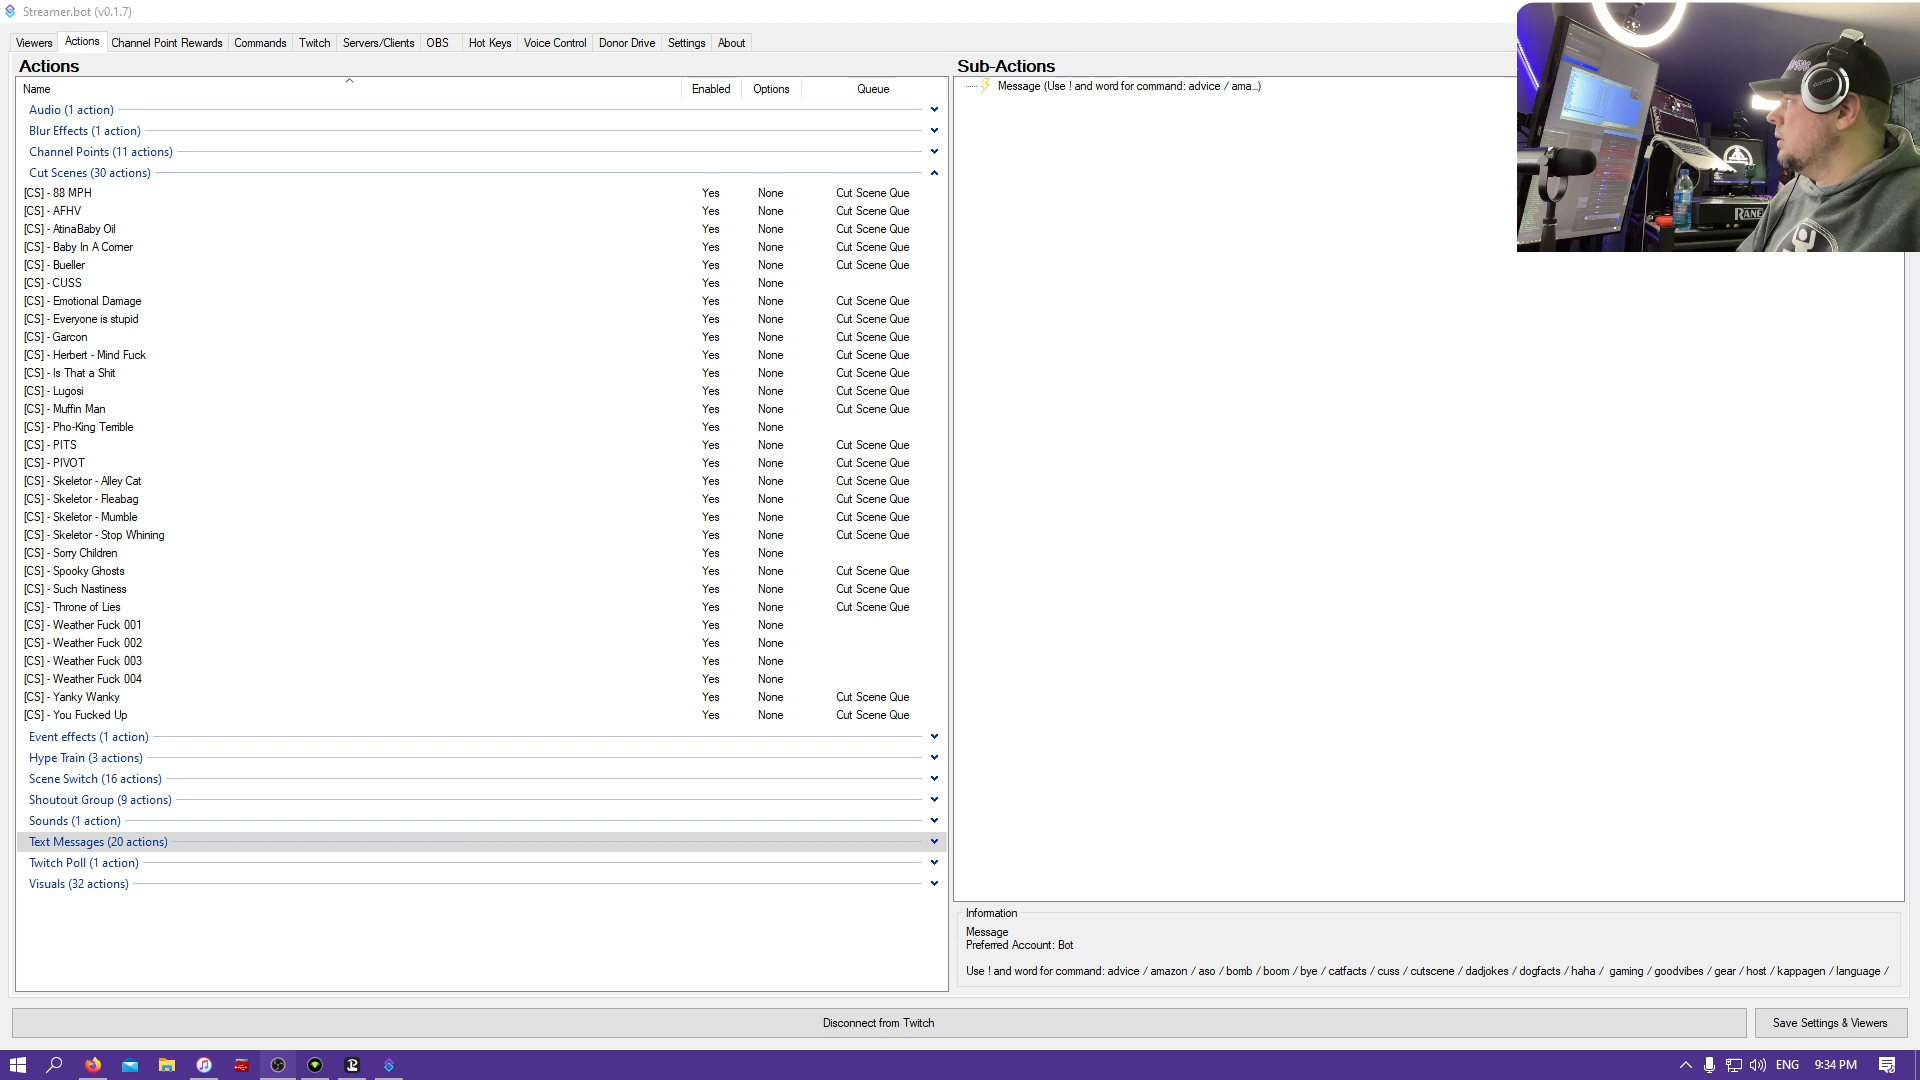 Streamer.bot (v0.1.7)
Viewers Actions Channel Point Rewards Commands Twitch Servers/Clients OBS Hot Keys Voice Control Donor Drive Settings About
Actions
Name Enabled Options Queue
Audio (1 action)
Blur Effects (1 action)
Channel Points (11 actions)
Cut Scenes (30 actions)
[CS] - 88 MPH Yes None Cut Scene Que
[CS] - AFHV Yes None Cut Scene Que
[CS] - AtinaBaby Oil Yes None Cut Scene Que
[CS] - Baby In A Corner Yes None Cut Scene Que
[CS] - Bueller Yes None Cut Scene Que
[CS] - CUSS Yes None
[CS] - Emotional Damage Yes None Cut Scene Que
[CS] - Everyone is stupid Yes None Cut Scene Que
[CS] - Garcon Yes None Cut Scene Que
[CS] - Herbert - Mind Fuck Yes None Cut Scene Que
[CS] - Is That a Shit Yes None Cut Scene Que
[CS] - Lugosi Yes None Cut Scene Que
[CS] - Muffin Man Yes None Cut Scene Que
[CS] - Pho-King Terrible Yes None
[CS] - PITS Yes None Cut Scene Que
[CS] - PIVOT Yes None Cut Scene Que
[CS] - Skeletor - Alley Cat Yes None Cut Scene Que
[CS] - Skeletor - Fleabag Yes None Cut Scene Que
[CS] - Skeletor - Mumble Yes None Cut Scene Que
[CS] - Skeletor - Stop Whining Yes None Cut Scene Que
[CS] - Sorry Children Yes None
[CS] - Spooky Ghosts Yes None Cut Scene Que
[CS] - Such Nastiness Yes None Cut Scene Que
[CS] - Throne of Lies Yes None Cut Scene Que
[CS] - Weather Fuck 001 Yes None
[CS] - Weather Fuck 002 Yes None
[CS] - Weather Fuck 003 Yes None
[CS] - Weather Fuck 004 Yes None
[CS] - Yanky Wanky Yes None Cut Scene Que
[CS] - You Fucked Up Yes None Cut Scene Que
Event effects (1 action)
Hype Train (3 actions)
Scene Switch (16 actions)
Shoutout Group (9 actions)
Sounds (1 action)
Text Messages (20 actions)
Twitch Poll (1 action)
Visuals (32 actions)
Sub-Actions
Message (Use ! and word for command: advice / ama...)
RANE
Information
Message
Preferred Account: Bot
Use ! and word for command: advice / amazon / aso / bomb / boom / bye / catfacts / cuss / cutscene / dadjokes / dogfacts / haha / gaming / goodvibes / gear / host / kappagen / language /
Disconnect from Twitch
Save Settings & Viewers
ENG 9:34 PM